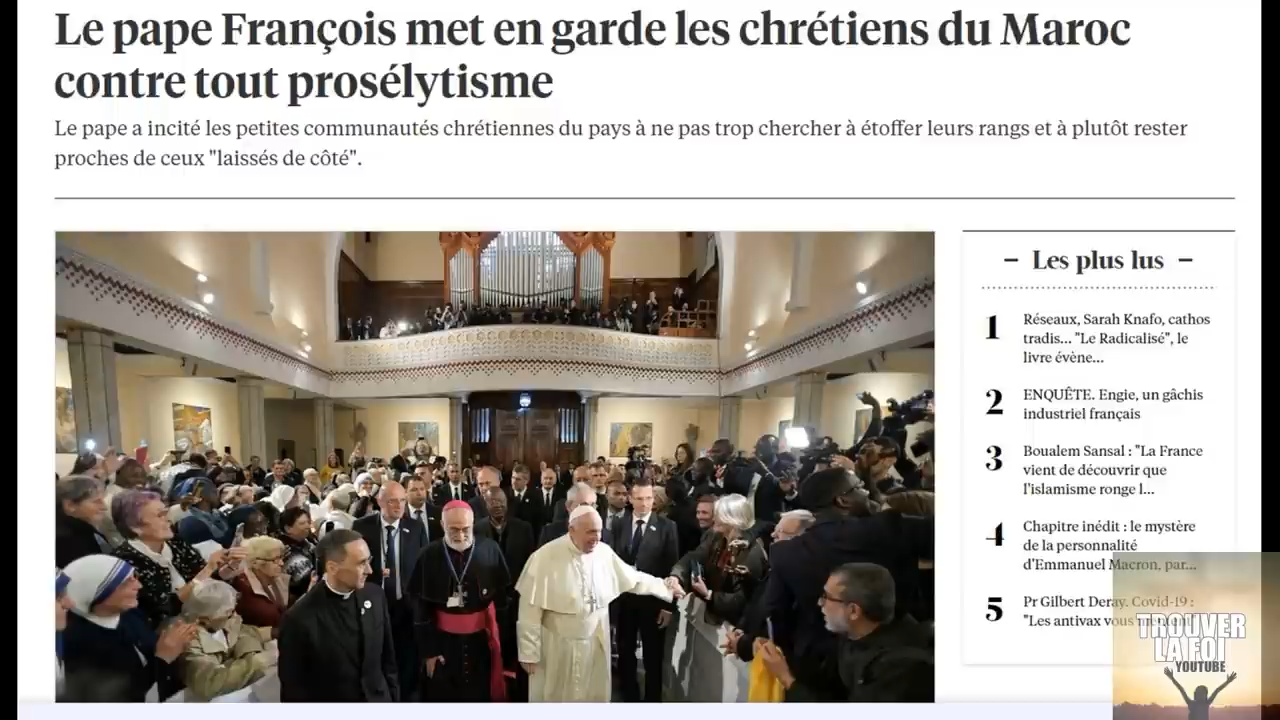 Le pape François met en garde les chrétiens du Maroc
contre tout prosélytisme
Le pape a incité les petites communautés chrétiennes du pays à ne pas trop chercher à étoffer leurs rangs et à plutôt rester
proches de ceux "laissés de côté".
Les plus lus
1
Réseaux, Sarah Knafo, cathos
tradis... "Le Radicalisé", le
livre évène...
2
ENQUÊTE. Engie, un gâchis
industriel français
3
Boualem Sansal : "La France
vient de découvrir que
l'islamisme ronge l...
4
Chapitre inédit : le mystère
de la personnalité
d'Emmanuel Macron, par...
5
Pr Gilbert Deray. Covid-19 :
"Les antivax vous mentent"
TROUVER
LA FOI
YOUTUBE